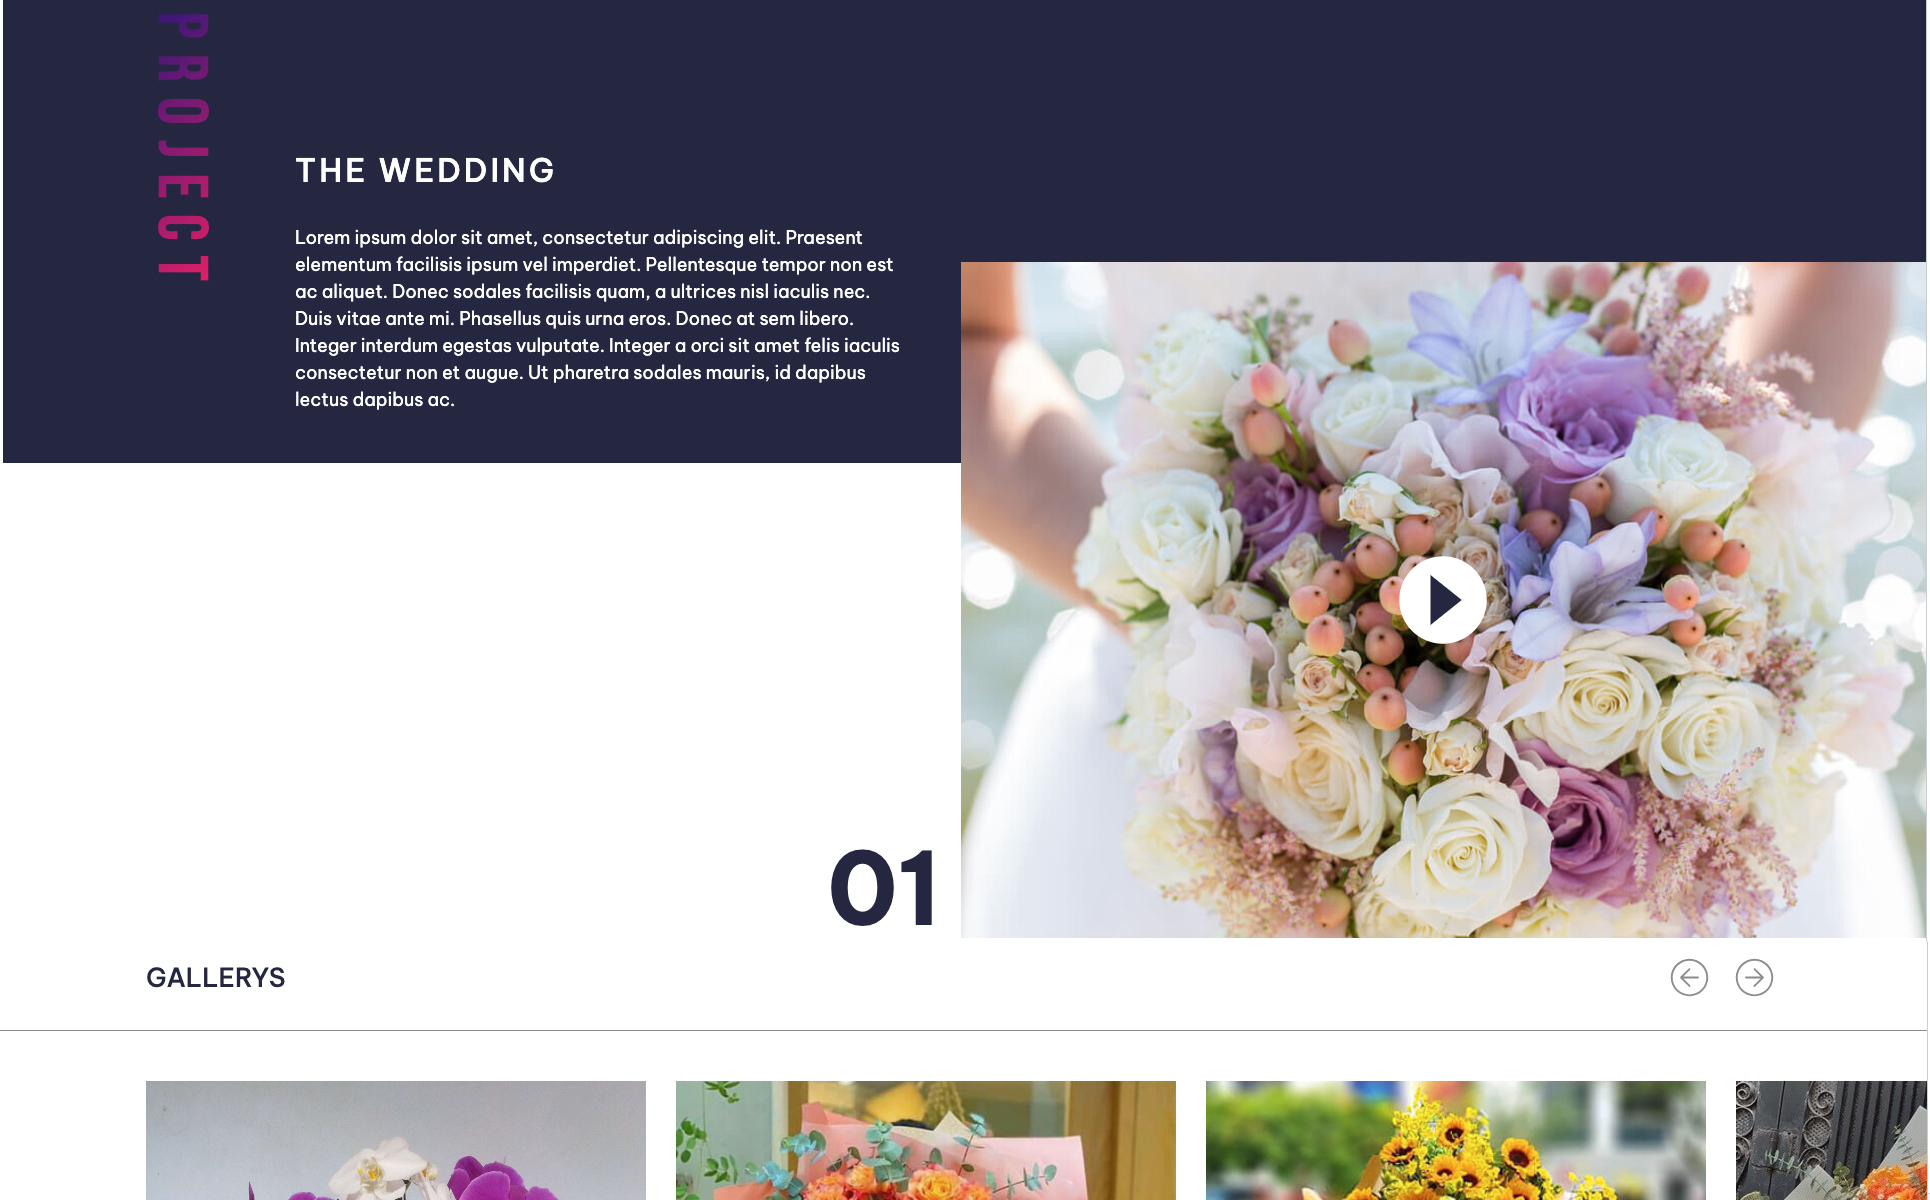 PROJECT
THE WEDDING
Lorem ipsum dolor sit amet, consectetur adipiscing elit. Praesent
elementum facilisis ipsum vel imperdiet. Pellentesque tempor non est
ac aliquet. Donec sodales facilisis quam, a ultrices nisl iaculis nec.
Duis vitae ante mi. Phasellus quis urna eros. Donec at sem libero.
Integer interdum egestas vulputate. Integer a orci sit amet felis iaculis
consectetur non et augue. Ut pharetra sodales mauris, id dapibus
lectus dapibus ac.
01
GALLERYS